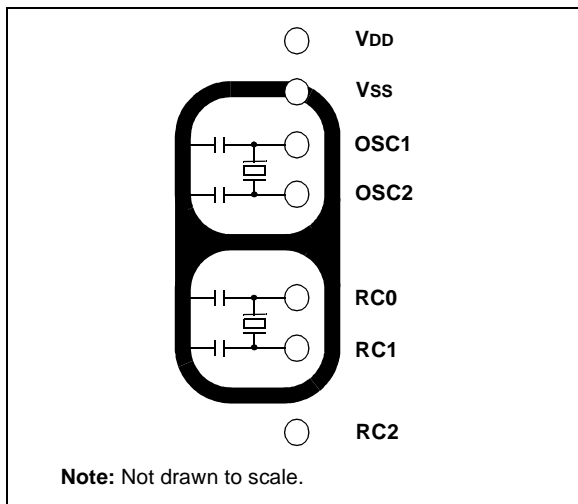 VDD
VSS
OSC1
OSC2
RC0
RC1
RC2
Note: Not drawn to scale.